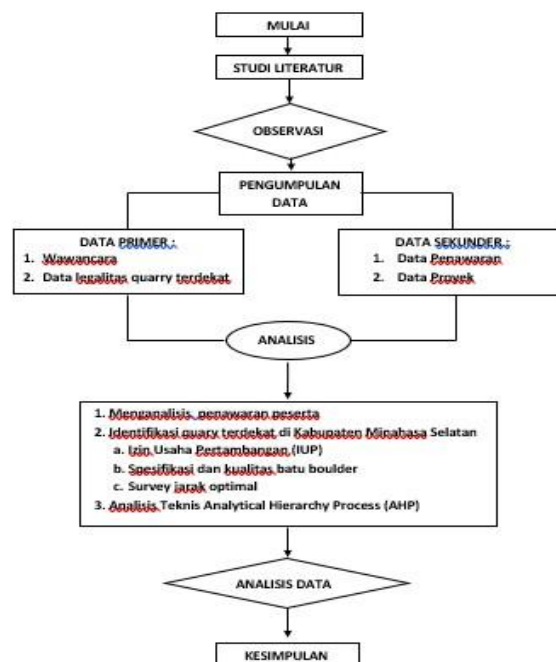 MULAI
STUDI LITERATUR
OBSERVASI
PENGUMPULAN
DATA
DATA PRIMER :
1. Wawancara
2. Data legalitas quarry terdekat
DATA SEKUNDER :
1. Data Penawaran
2. Data Proyek
ANALISIS
1. Menganalisis penawaran peserta
2. Identifikasi quary terdekat di Kabupaten Minahasa Selatan
a. Izin Usaha Pertambangan (IUP)
b. Spesifikasi dan kualitas batu boulder
c. Survey jarak optimal
3. Analisis Teknis Analytical Hierarchy Process (AHP)
ANALISIS DATA
KESIMPULAN